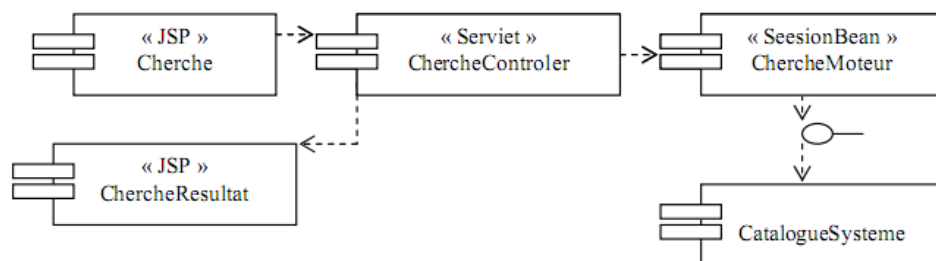 « JSP »
Cherche
« Serviet »
ChercheControler
« SeesionBean »
ChercheMoteur
« JSP »
ChercheResultat
CatalogueSysteme